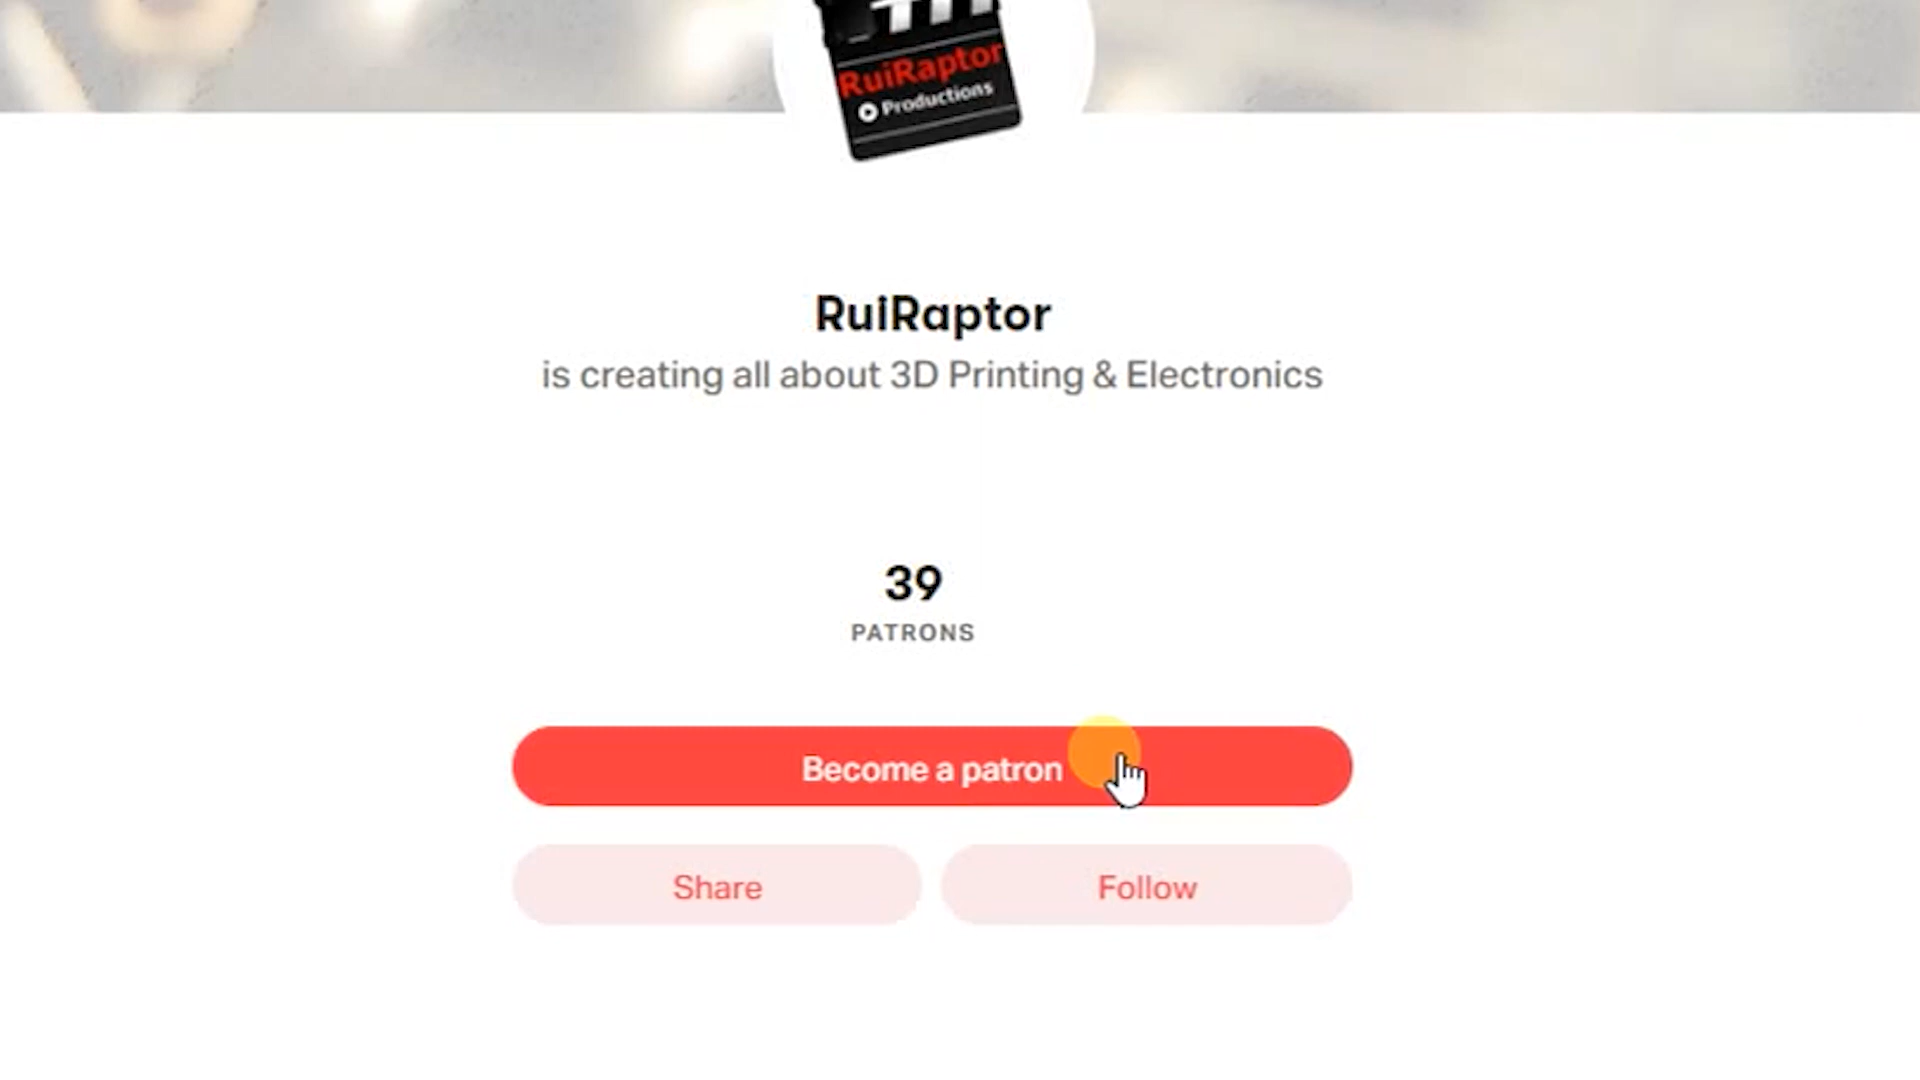 RuiRaptor
Productions
RuiRaptor
is creating all about 3D Printing & Electronics
39
PATRONS
Become a patron
Share
Follow